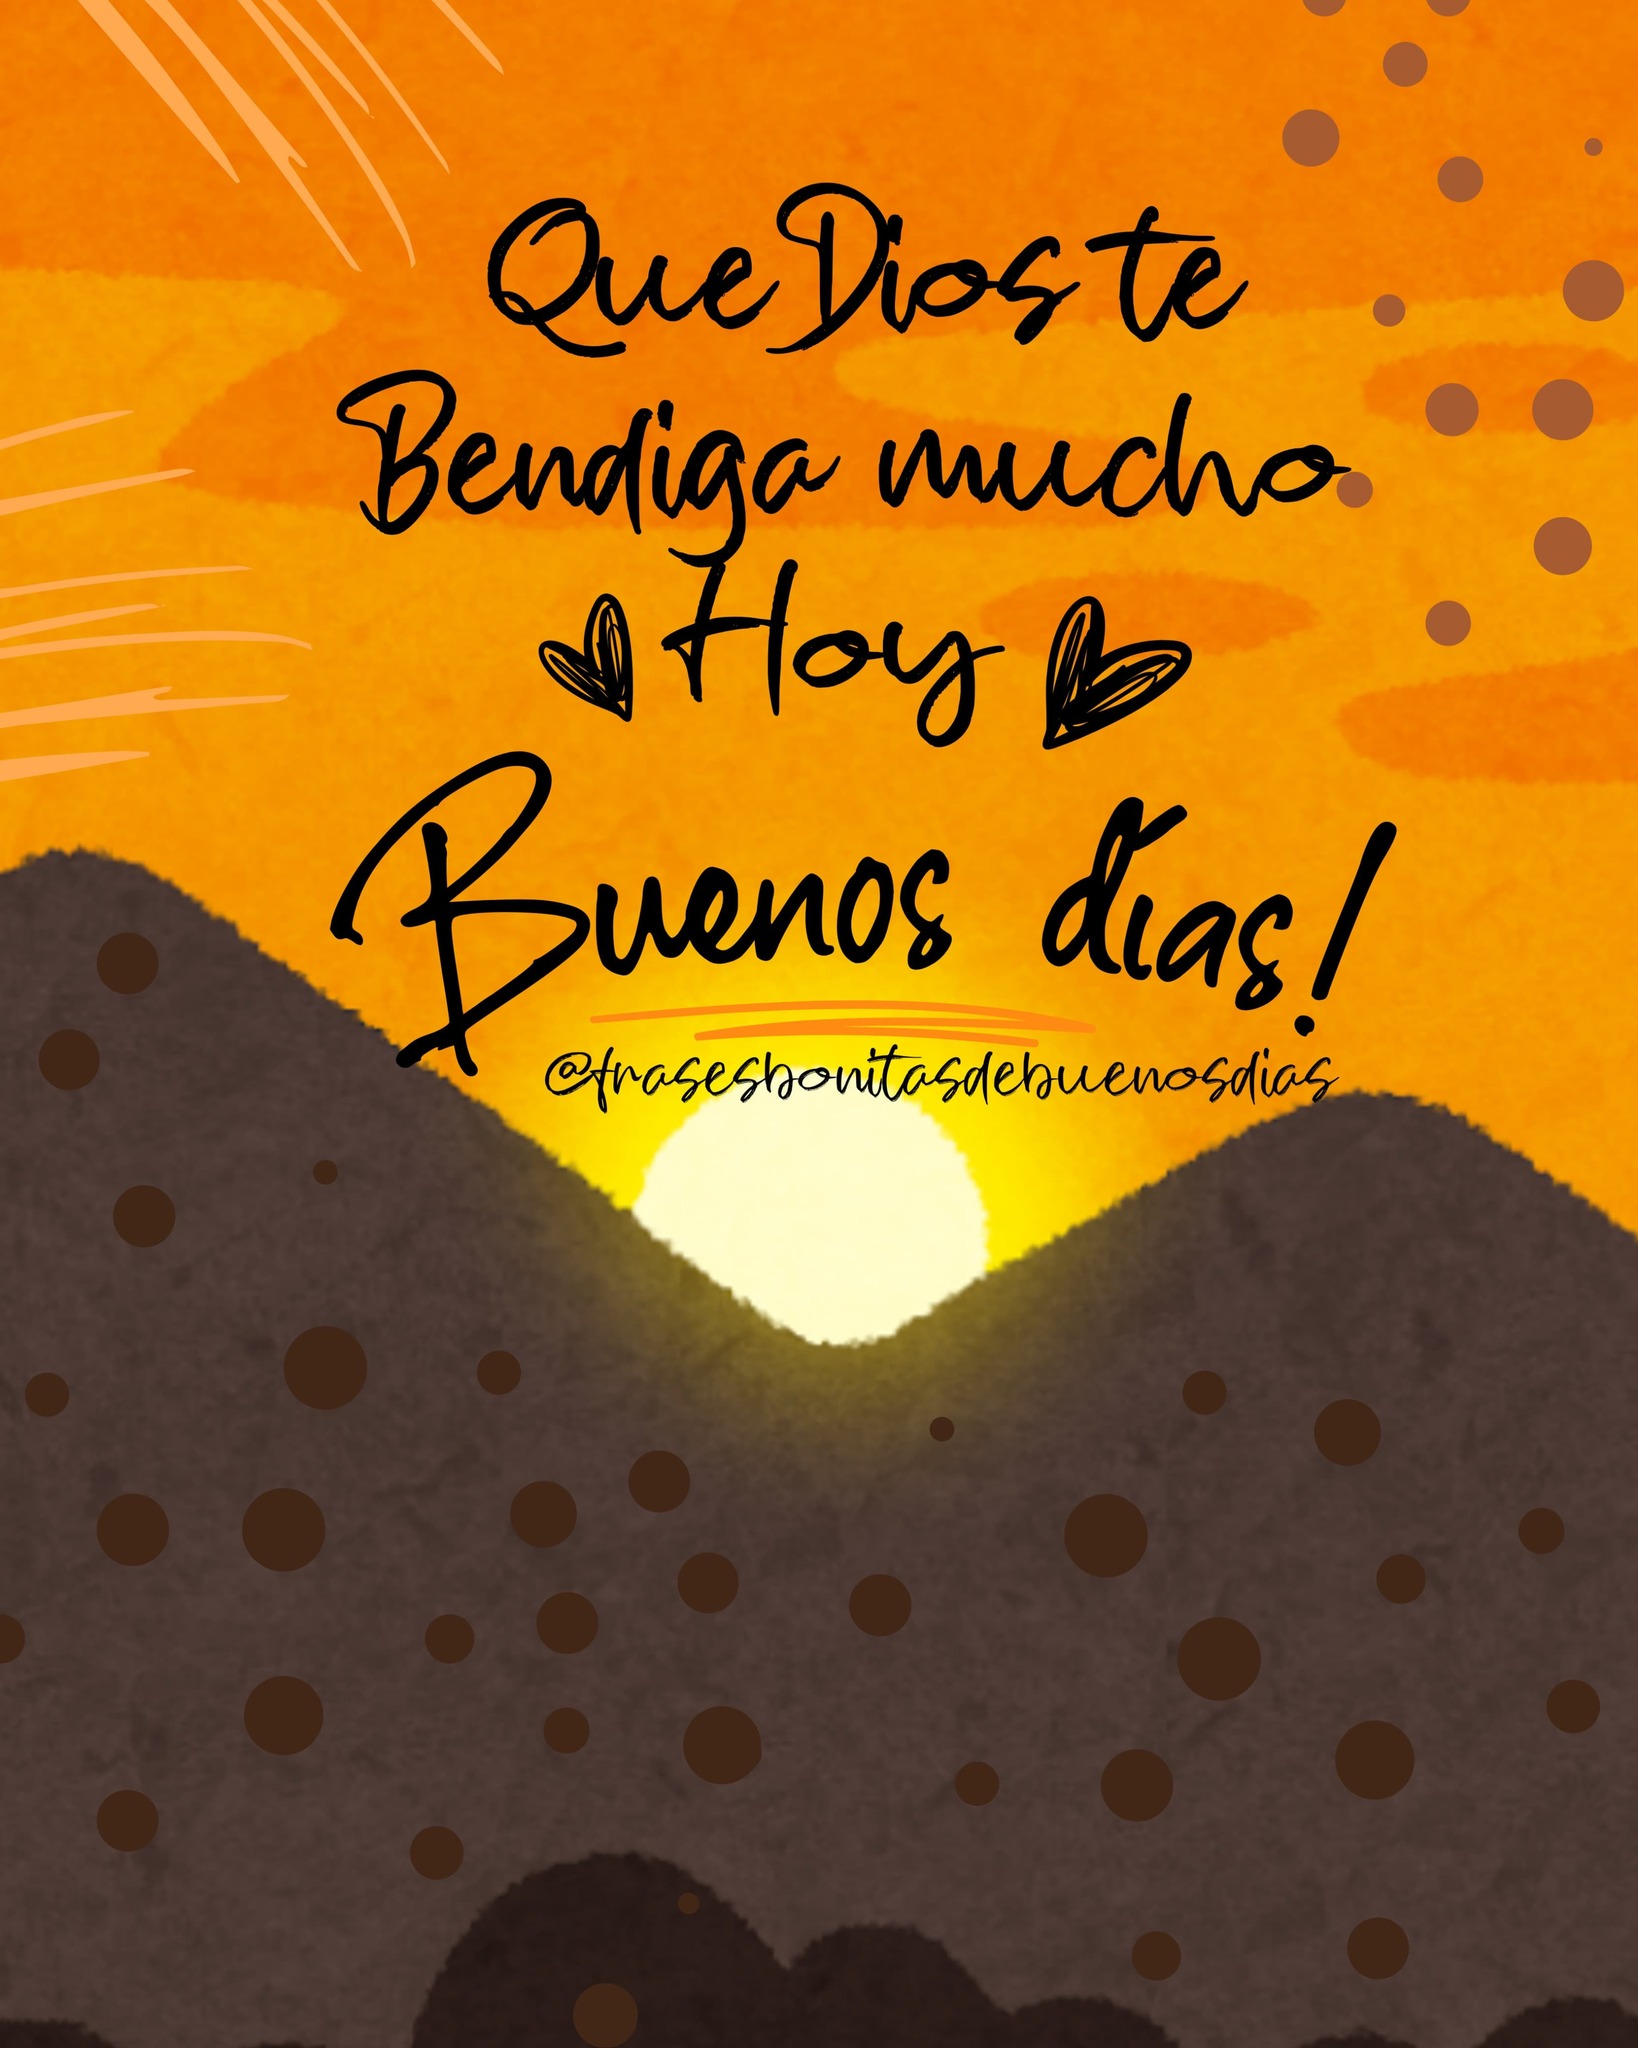 Que Dios te
Bendiga mucho
Hoy
Buenos días!
@frasesbonitasdebuenosdias